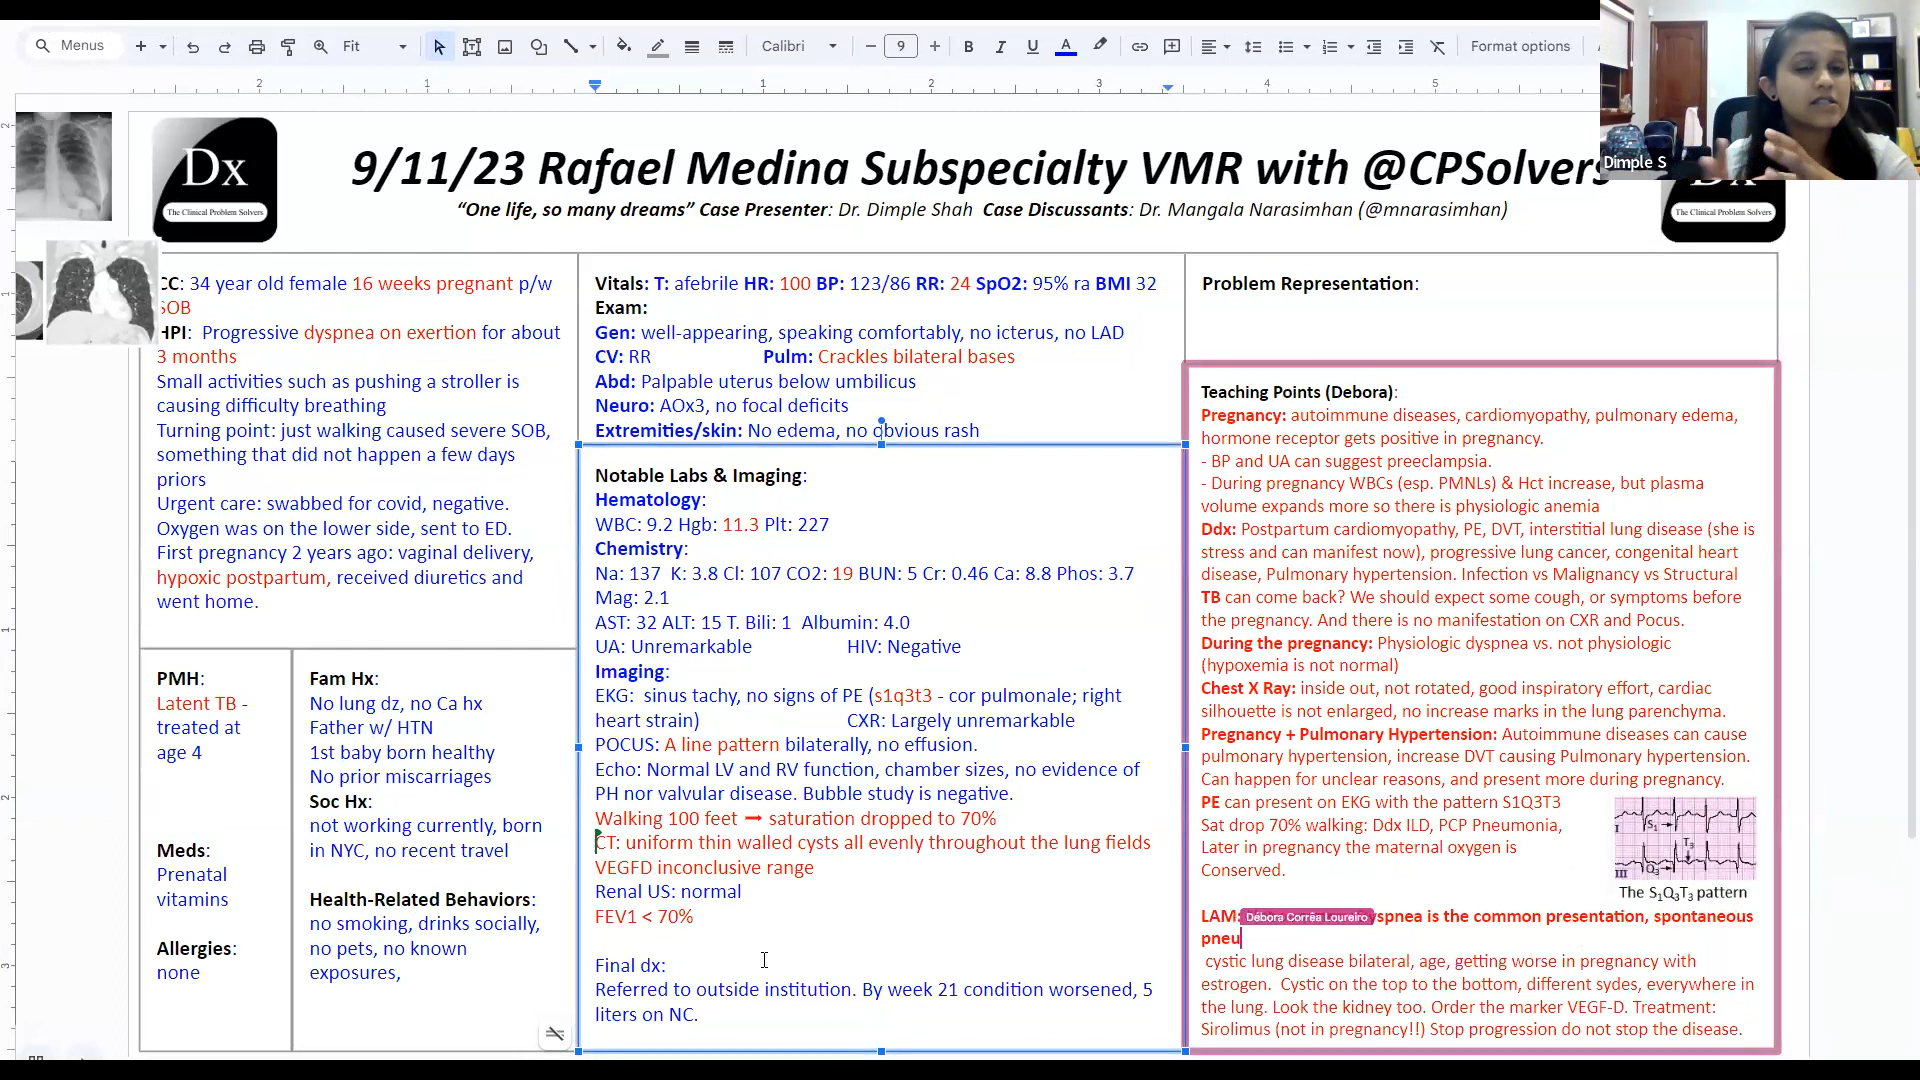 Menus
Fit
Calibri
9
Format options
2 1 1 2 3 4 5
Dimple S
Dx
The Clinical Problem Solvers
9/11/23 Rafael Medina Subspecialty VMR with @CPSolvers
“One life, so many dreams” Case Presenter: Dr. Dimple Shah Case Discussants: Dr. Mangala Narasimhan (@mnarasimhan)
The Clinical Problem Solvers
CC: 34 year old female 16 weeks pregnant p/w
SOB
HPI: Progressive dyspnea on exertion for about
3 months
Small activities such as pushing a stroller is
causing difficulty breathing
Turning point: just walking caused severe SOB,
something that did not happen a few days
priors
Urgent care: swabbed for covid, negative.
Oxygen was on the lower side, sent to ED.
First pregnancy 2 years ago: vaginal delivery,
hypoxic postpartum, received diuretics and
went home.
PMH:
Latent TB -
treated at
age 4
Meds:
Prenatal
vitamins
Allergies:
none
Fam Hx:
No lung dz, no Ca hx
Father w/ HTN
1st baby born healthy
No prior miscarriages
Soc Hx:
not working currently, born
in NYC, no recent travel
Health-Related Behaviors:
no smoking, drinks socially,
no pets, no known
exposures,
Vitals: T: afebrile HR: 100 BP: 123/86 RR: 24 SpO2: 95% ra BMI 32
Exam:
Gen: well-appearing, speaking comfortably, no icterus, no LAD
CV: RR Pulm: Crackles bilateral bases
Abd: Palpable uterus below umbilicus
Neuro: AOx3, no focal deficits
Extremities/skin: No edema, no obvious rash
Notable Labs & Imaging:
Hematology:
WBC: 9.2 Hgb: 11.3 Plt: 227
Chemistry:
Na: 137 K: 3.8 Cl: 107 CO2: 19 BUN: 5 Cr: 0.46 Ca: 8.8 Phos: 3.7
Mag: 2.1
AST: 32 ALT: 15 T. Bili: 1 Albumin: 4.0
UA: Unremarkable HIV: Negative
Imaging:
EKG: sinus tachy, no signs of PE (s1q3t3 - cor pulmonale; right
heart strain) CXR: Largely unremarkable
POCUS: A line pattern bilaterally, no effusion.
Echo: Normal LV and RV function, chamber sizes, no evidence of
PH nor valvular disease. Bubble study is negative.
Walking 100 feet → saturation dropped to 70%
CT: uniform thin walled cysts all evenly throughout the lung fields
VEGFD inconclusive range
Renal US: normal
FEV1 < 70%
Final dx:
Referred to outside institution. By week 21 condition worsened, 5
liters on NC.
Problem Representation:
Teaching Points (Debora):
Pregnancy: autoimmune diseases, cardiomyopathy, pulmonary edema,
hormone receptor gets positive in pregnancy.
- BP and UA can suggest preeclampsia.
- During pregnancy WBCs (esp. PMNLs) & Hct increase, but plasma
volume expands more so there is physiologic anemia
Ddx: Postpartum cardiomyopathy, PE, DVT, interstitial lung disease (she is
stress and can manifest now), progressive lung cancer, congenital heart
disease, Pulmonary hypertension. Infection vs Malignancy vs Structural
TB can come back? We should expect some cough, or symptoms before
the pregnancy. And there is no manifestation on CXR and Pocus.
During the pregnancy: Physiologic dyspnea vs. not physiologic
(hypoxemia is not normal)
Chest X Ray: inside out, not rotated, good inspiratory effort, cardiac
silhouette is not enlarged, no increase marks in the lung parenchyma.
Pregnancy + Pulmonary Hypertension: Autoimmune diseases can cause
pulmonary hypertension, increase DVT causing Pulmonary hypertension.
Can happen for unclear reasons, and present more during pregnancy.
PE can present on EKG with the pattern S1Q3T3
Sat drop 70% walking: Ddx ILD, PCP Pneumonia,
Later in pregnancy the maternal oxygen is
Conserved.
I S1 T3 III Q3
The S1Q3T3 pattern
LAM: Débora Corrêa Loureiro yspnea is the common presentation, spontaneous
pneu
cystic lung disease bilateral, age, getting worse in pregnancy with
estrogen. Cystic on the top to the bottom, different sydes, everywhere in
the lung. Look the kidney too. Order the marker VEGF-D. Treatment:
Sirolimus (not in pregnancy!!) Stop progression do not stop the disease.